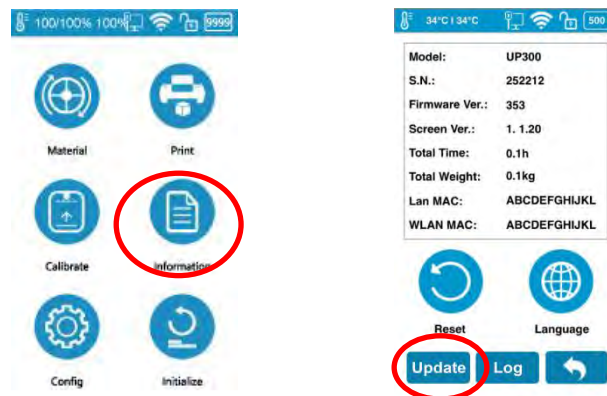 100/100% 100% 9999
Material Print
Calibrate Information
Config Initialize
34°C I 34°C 500
Model: UP300
S.N.: 252212
Firmware Ver.: 353
Screen Ver.: 1. 1.20
Total Time: 0.1h
Total Weight: 0.1kg
Lan MAC: ABCDEFGHIJKL
WLAN MAC: ABCDEFGHIJKL
Reset Language
Update Log